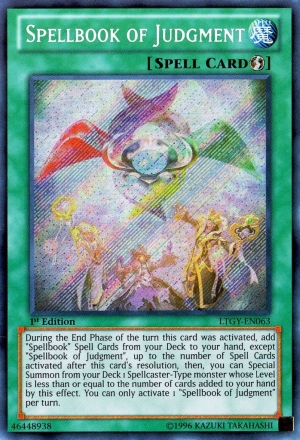 SPELLBOOK OF JUDGMENT
魔
[SPELL CARD]
1st Edition
LTGY-EN063
During the End Phase of the turn this card was activated, add
"Spellbook" Spell Cards from your Deck to your hand, except
"Spellbook of Judgment", up to the number of Spell Cards
activated after this card's resolution, then, you can Special
Summon from your Deck 1 Spellcaster-Type monster whose Level
is less than or equal to the number of cards added to your hand
by this effect. You can only activate 1 "Spellbook of Judgment"
per turn.
46448938
©1996 KAZUKI TAKAHASHI